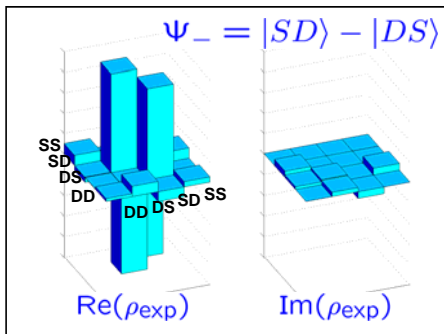 Ψ₋ = |SD⟩ − |DS⟩
SS
SD
DS
DD
DD
DS
SD
SS
Re(ρexp)
Im(ρexp)